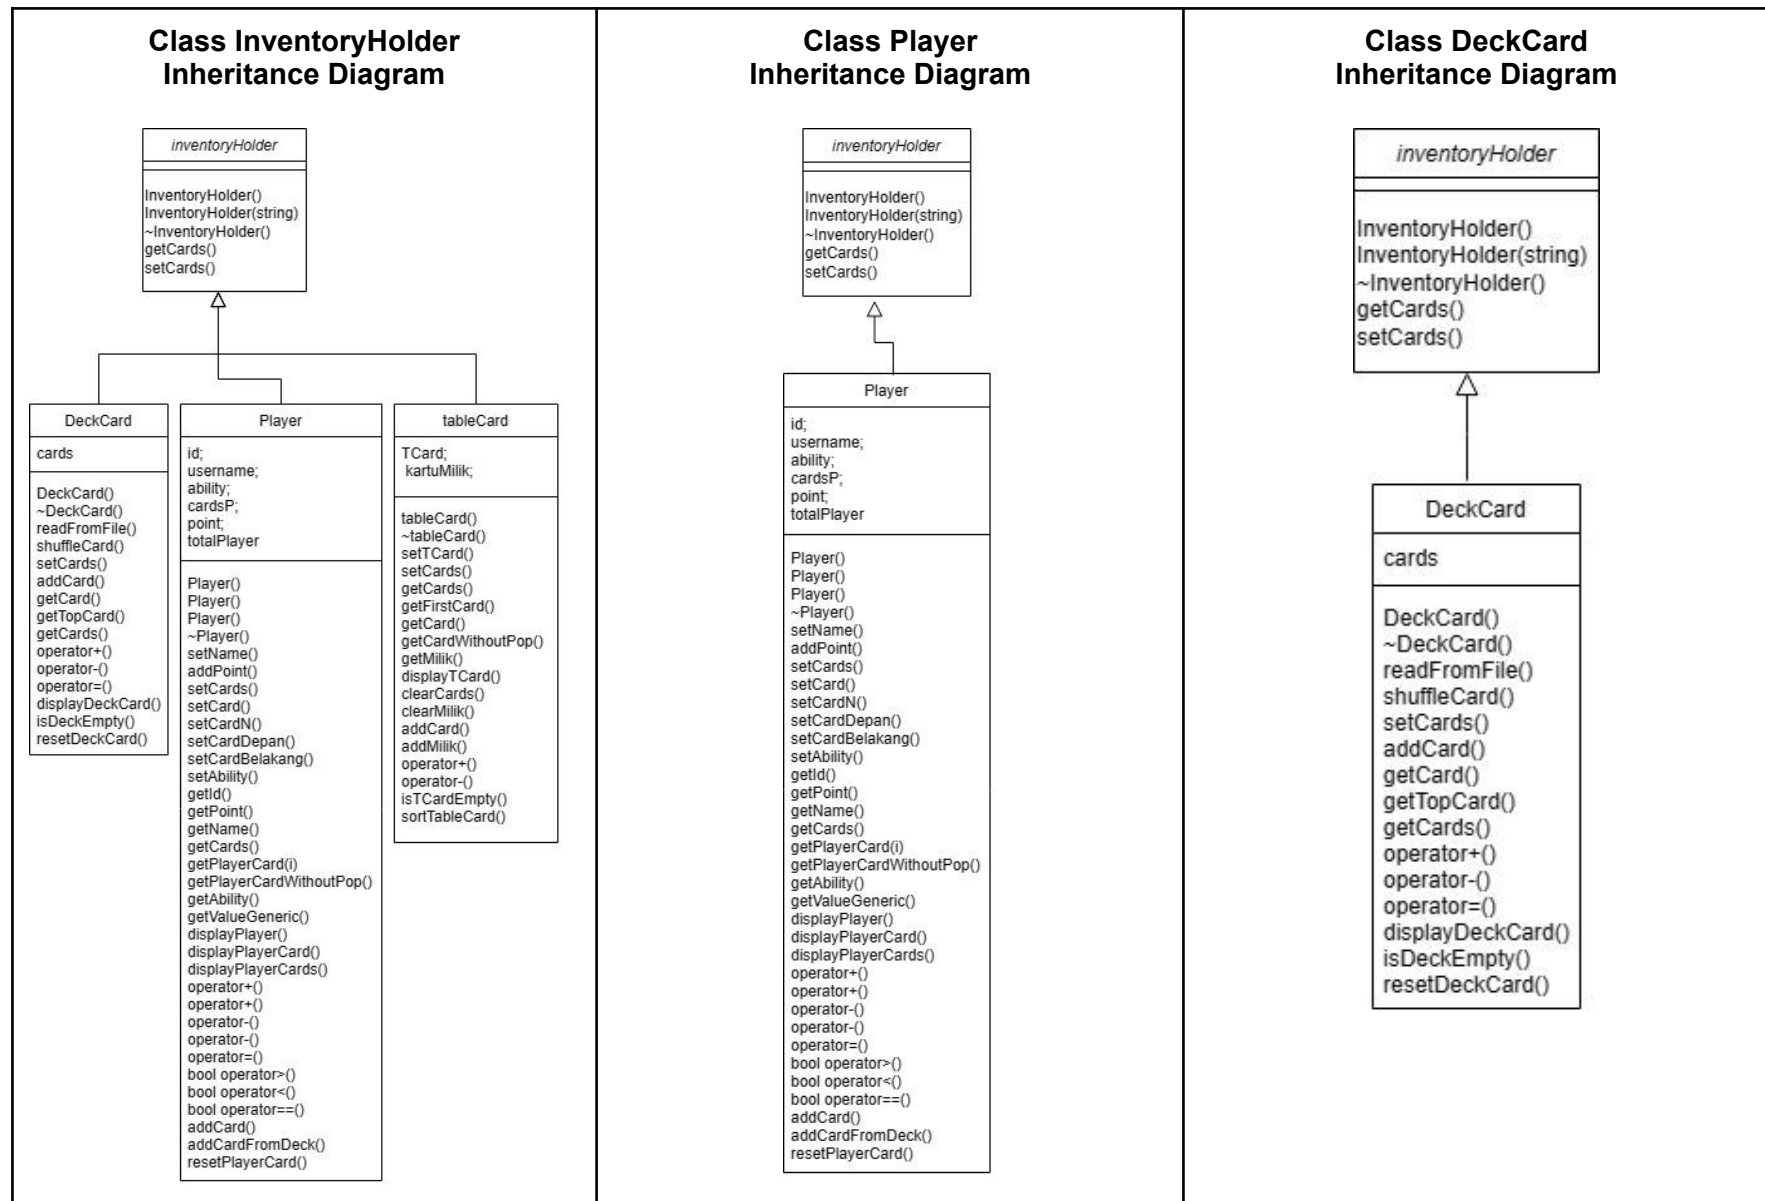 Class InventoryHolder
Inheritance Diagram
inventoryHolder
InventoryHolder()
InventoryHolder(string)
~InventoryHolder()
getCards()
setCards()
DeckCard
cards
DeckCard()
~DeckCard()
readFromFile()
shuffleCard()
setCards()
addCard()
getCard()
getTopCard()
getCards()
operator+()
operator-()
operator=()
displayDeckCard()
isDeckEmpty()
resetDeckCard()
Player
id;
username;
ability;
cardsP;
point;
totalPlayer
Player()
Player()
Player()
~Player()
setName()
addPoint()
setCards()
setCard()
setCardN()
setCardDepan()
setCardBelakang()
setAbility()
getId()
getPoint()
getName()
getCards()
getPlayerCard(i)
getPlayerCardWithoutPop()
getAbility()
getValueGeneric()
displayPlayer()
displayPlayerCard()
displayPlayerCards()
operator+()
operator+()
operator-()
operator-()
operator=()
bool operator>()
bool operator<()
bool operator==()
addCard()
addCardFromDeck()
resetPlayerCard()
tableCard
TCard;
kartuMilik;
tableCard()
~tableCard()
setTCard()
setCards()
getCards()
getFirstCard()
getCard()
getCardWithoutPop()
getMilik()
displayTCard()
clearCards()
clearMilik()
addCard()
addMilik()
operator+()
operator-()
isTCardEmpty()
sortTableCard()
Class Player
Inheritance Diagram
inventoryHolder
InventoryHolder()
InventoryHolder(string)
~InventoryHolder()
getCards()
setCards()
Player
id;
username;
ability;
cardsP;
point;
totalPlayer
Player()
Player()
Player()
~Player()
setName()
addPoint()
setCards()
setCard()
setCardN()
setCardDepan()
setCardBelakang()
setAbility()
getId()
getPoint()
getName()
getCards()
getPlayerCard(i)
getPlayerCardWithoutPop()
getAbility()
getValueGeneric()
displayPlayer()
displayPlayerCard()
displayPlayerCards()
operator+()
operator+()
operator-()
operator-()
operator=()
bool operator>()
bool operator<()
bool operator==()
addCard()
addCardFromDeck()
resetPlayerCard()
Class DeckCard
Inheritance Diagram
inventoryHolder
InventoryHolder()
InventoryHolder(string)
~InventoryHolder()
getCards()
setCards()
DeckCard
cards
DeckCard()
~DeckCard()
readFromFile()
shuffleCard()
setCards()
addCard()
getCard()
getTopCard()
getCards()
operator+()
operator-()
operator=()
displayDeckCard()
isDeckEmpty()
resetDeckCard()